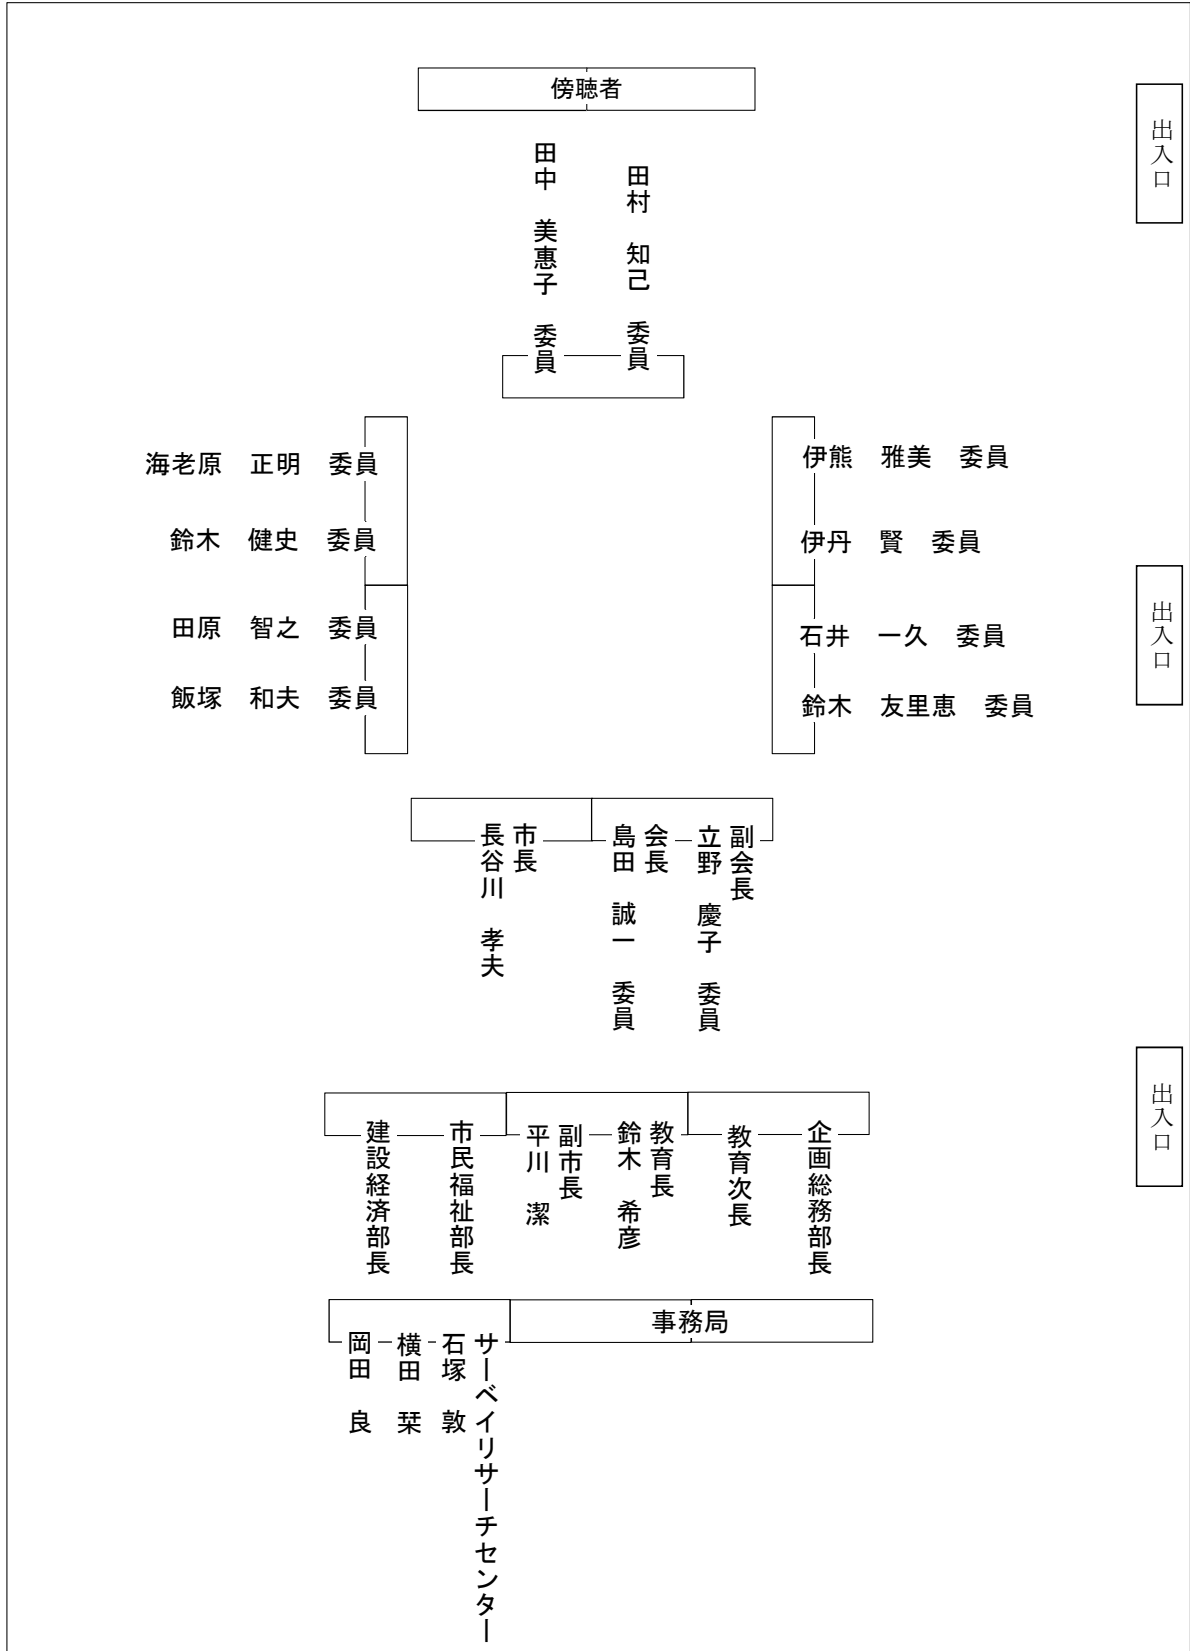 傍聴者
出入口
田村　知己　委員
田中　美惠子　委員
海老原　正明　委員
鈴木　健史　委員
田原　智之　委員
飯塚　和夫　委員
伊熊　雅美　委員
伊丹　賢　委員
石井　一久　委員
鈴木　友里恵　委員
出入口
副会長
立野　慶子　委員
会長
島田　誠一　委員
市長
長谷川　孝夫
出入口
企画総務部長
教育次長
教育長
鈴木　希彦
副市長
平川　潔
市民福祉部長
建設経済部長
事務局
サーベイリサーチセンター
石塚　敦
横田　栞
岡田　良